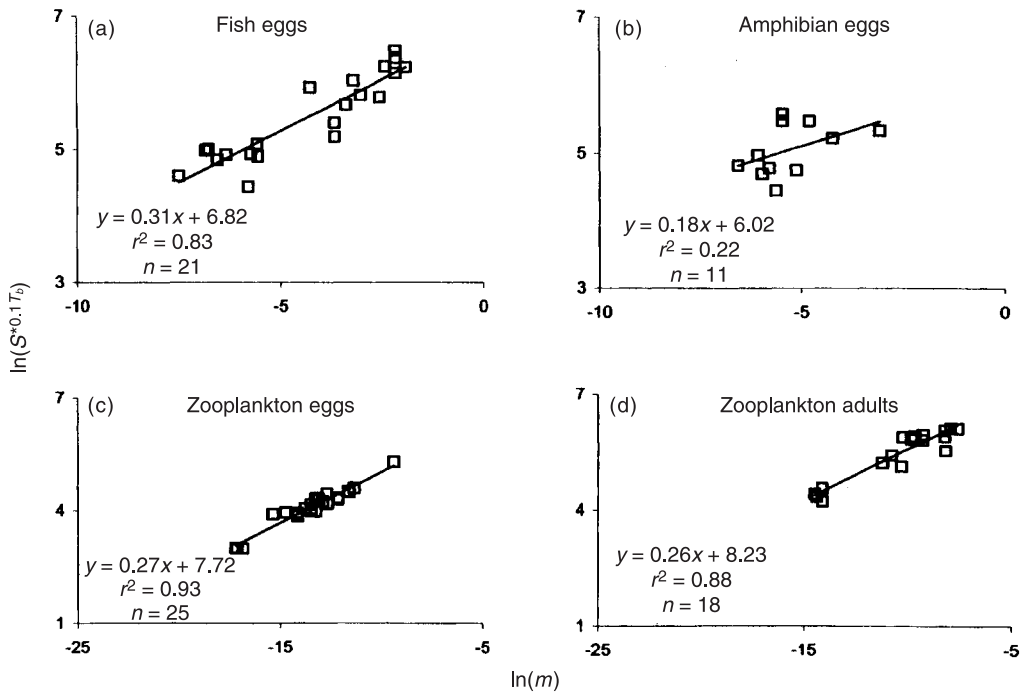 (a) Fish eggs
7
5
3
-10 -5 0
y = 0.31x + 6.82
r² = 0.83
n = 21
(b) Amphibian eggs
7
5
3
-10 -5 0
y = 0.18x + 6.02
r² = 0.22
n = 11
ln(S*⁰·¹ᵀᵇ)
(c) Zooplankton eggs
7
4
1
-25 -15 -5
y = 0.27x + 7.72
r² = 0.93
n = 25
(d) Zooplankton adults
7
4
1
-25 -15 -5
y = 0.26x + 8.23
r² = 0.88
n = 18
ln(m)